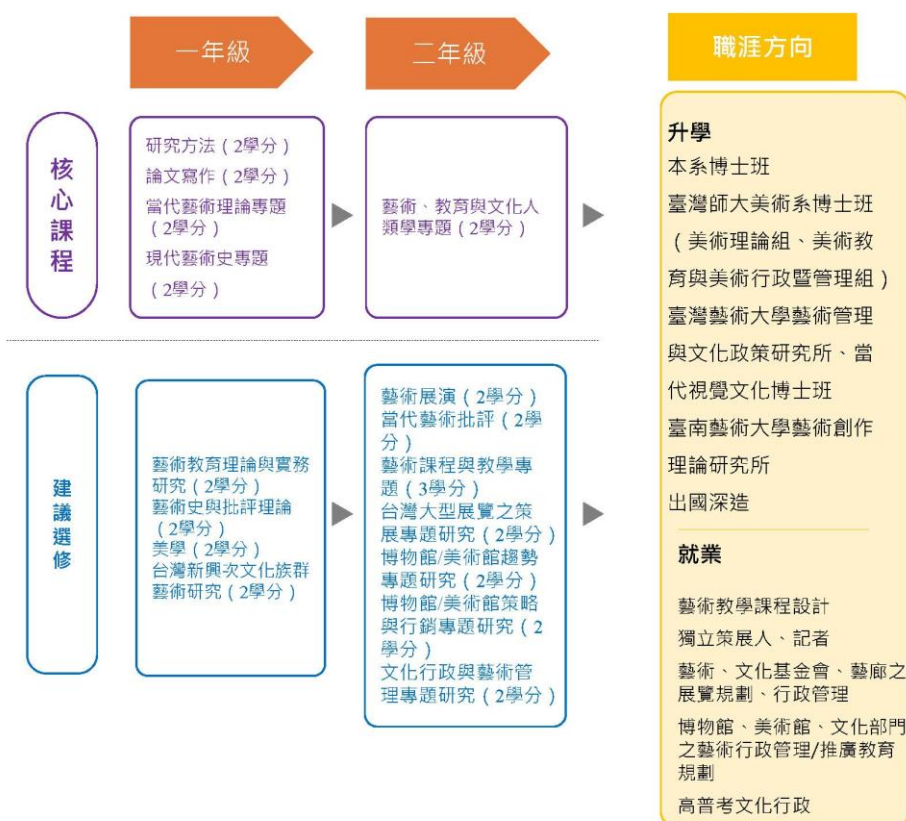 一年級
二年級
職涯方向
核心課程
研究方法(2學分)
論文寫作(2學分)
當代藝術理論專題
(2學分)
現代藝術史專題
(2學分)
藝術、教育與文化人
類學專題(2學分)
建議選修
藝術教育理論與實務
研究(2學分)
藝術史與批評理論
(2學分)
美學(2學分)
台灣新興次文化族群
藝術研究(2學分)
藝術展演(2學分)
當代藝術批評(2學
分)
藝術課程與教學專
題(3學分)
台灣大型展覽之策
展專題研究(2學分)
博物館/美術館趨勢
專題研究(2學分)
博物館/美術館策略
與行銷專題研究(2
學分)
文化行政與藝術管
理專題研究(2學分)
升學
本系博士班
臺灣師大美術系博士班
(美術理論組、美術教
育與美術行政暨管理組)
臺灣藝術大學藝術管理
與文化政策研究所、當
代視覺文化博士班
臺南藝術大學藝術創作
理論研究所
出國深造
就業
藝術教學課程設計
獨立策展人、記者
藝術、文化基金會、藝廊之
展覽規劃、行政管理
博物館、美術館、文化部門
之藝術行政管理/推廣教育
規劃
高普考文化行政